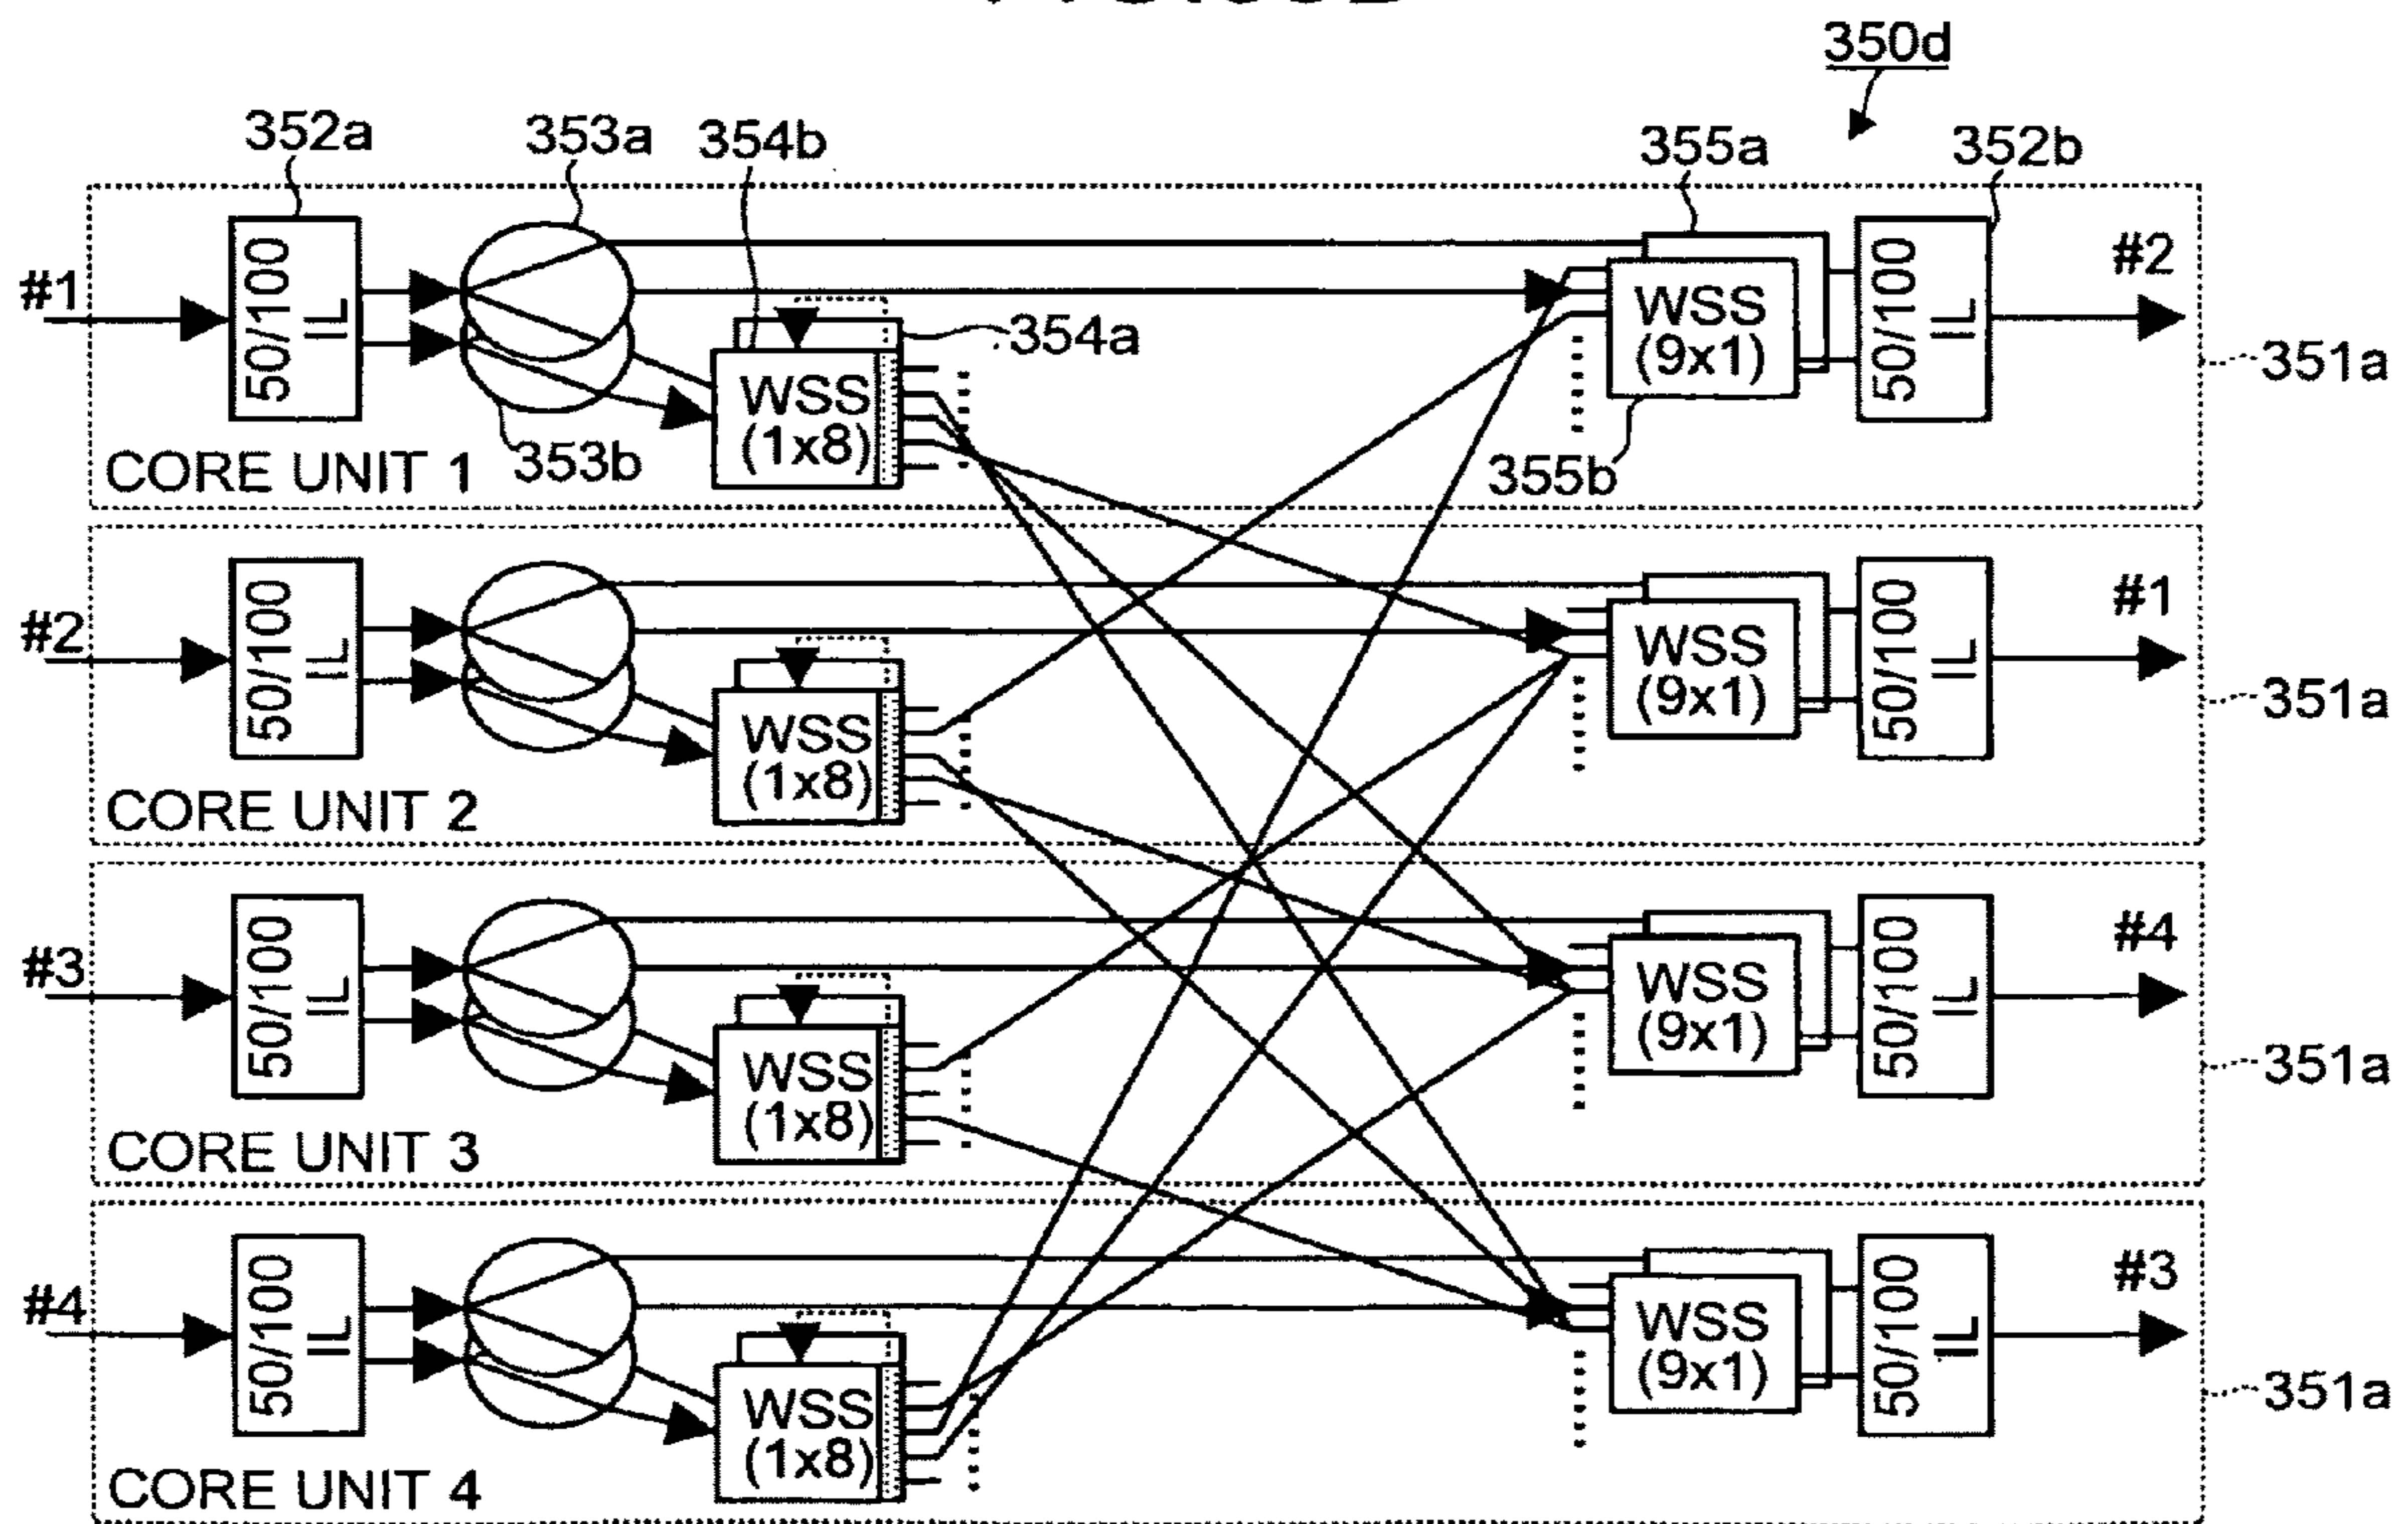 350d
352a
353a
354b
355a
352b
#1
50/100
IL
WSS
(1x8)
354a
WSS
(9x1)
50/100
IL
#2
351a
353b
355b
CORE UNIT 1
#2
50/100
IL
WSS
(1x8)
WSS
(9x1)
50/100
IL
#1
351a
CORE UNIT 2
#3
50/100
IL
WSS
(1x8)
WSS
(9x1)
50/100
IL
#4
351a
CORE UNIT 3
#4
50/100
IL
WSS
(1x8)
WSS
(9x1)
50/100
IL
#3
351a
CORE UNIT 4